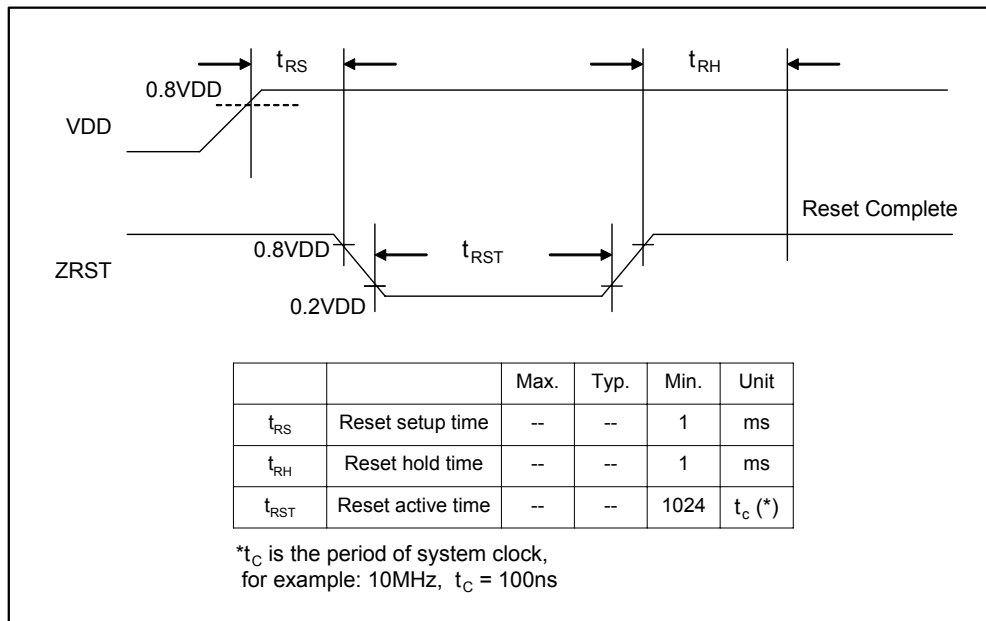 tRS
tRH
0.8VDD
VDD
Reset Complete
0.8VDD
tRST
ZRST
0.2VDD
Max. Typ. Min. Unit
tRS Reset setup time -- -- 1 ms
tRH Reset hold time -- -- 1 ms
tRST Reset active time -- -- 1024 tc (*)
*tC is the period of system clock,
for example: 10MHz, tC = 100ns